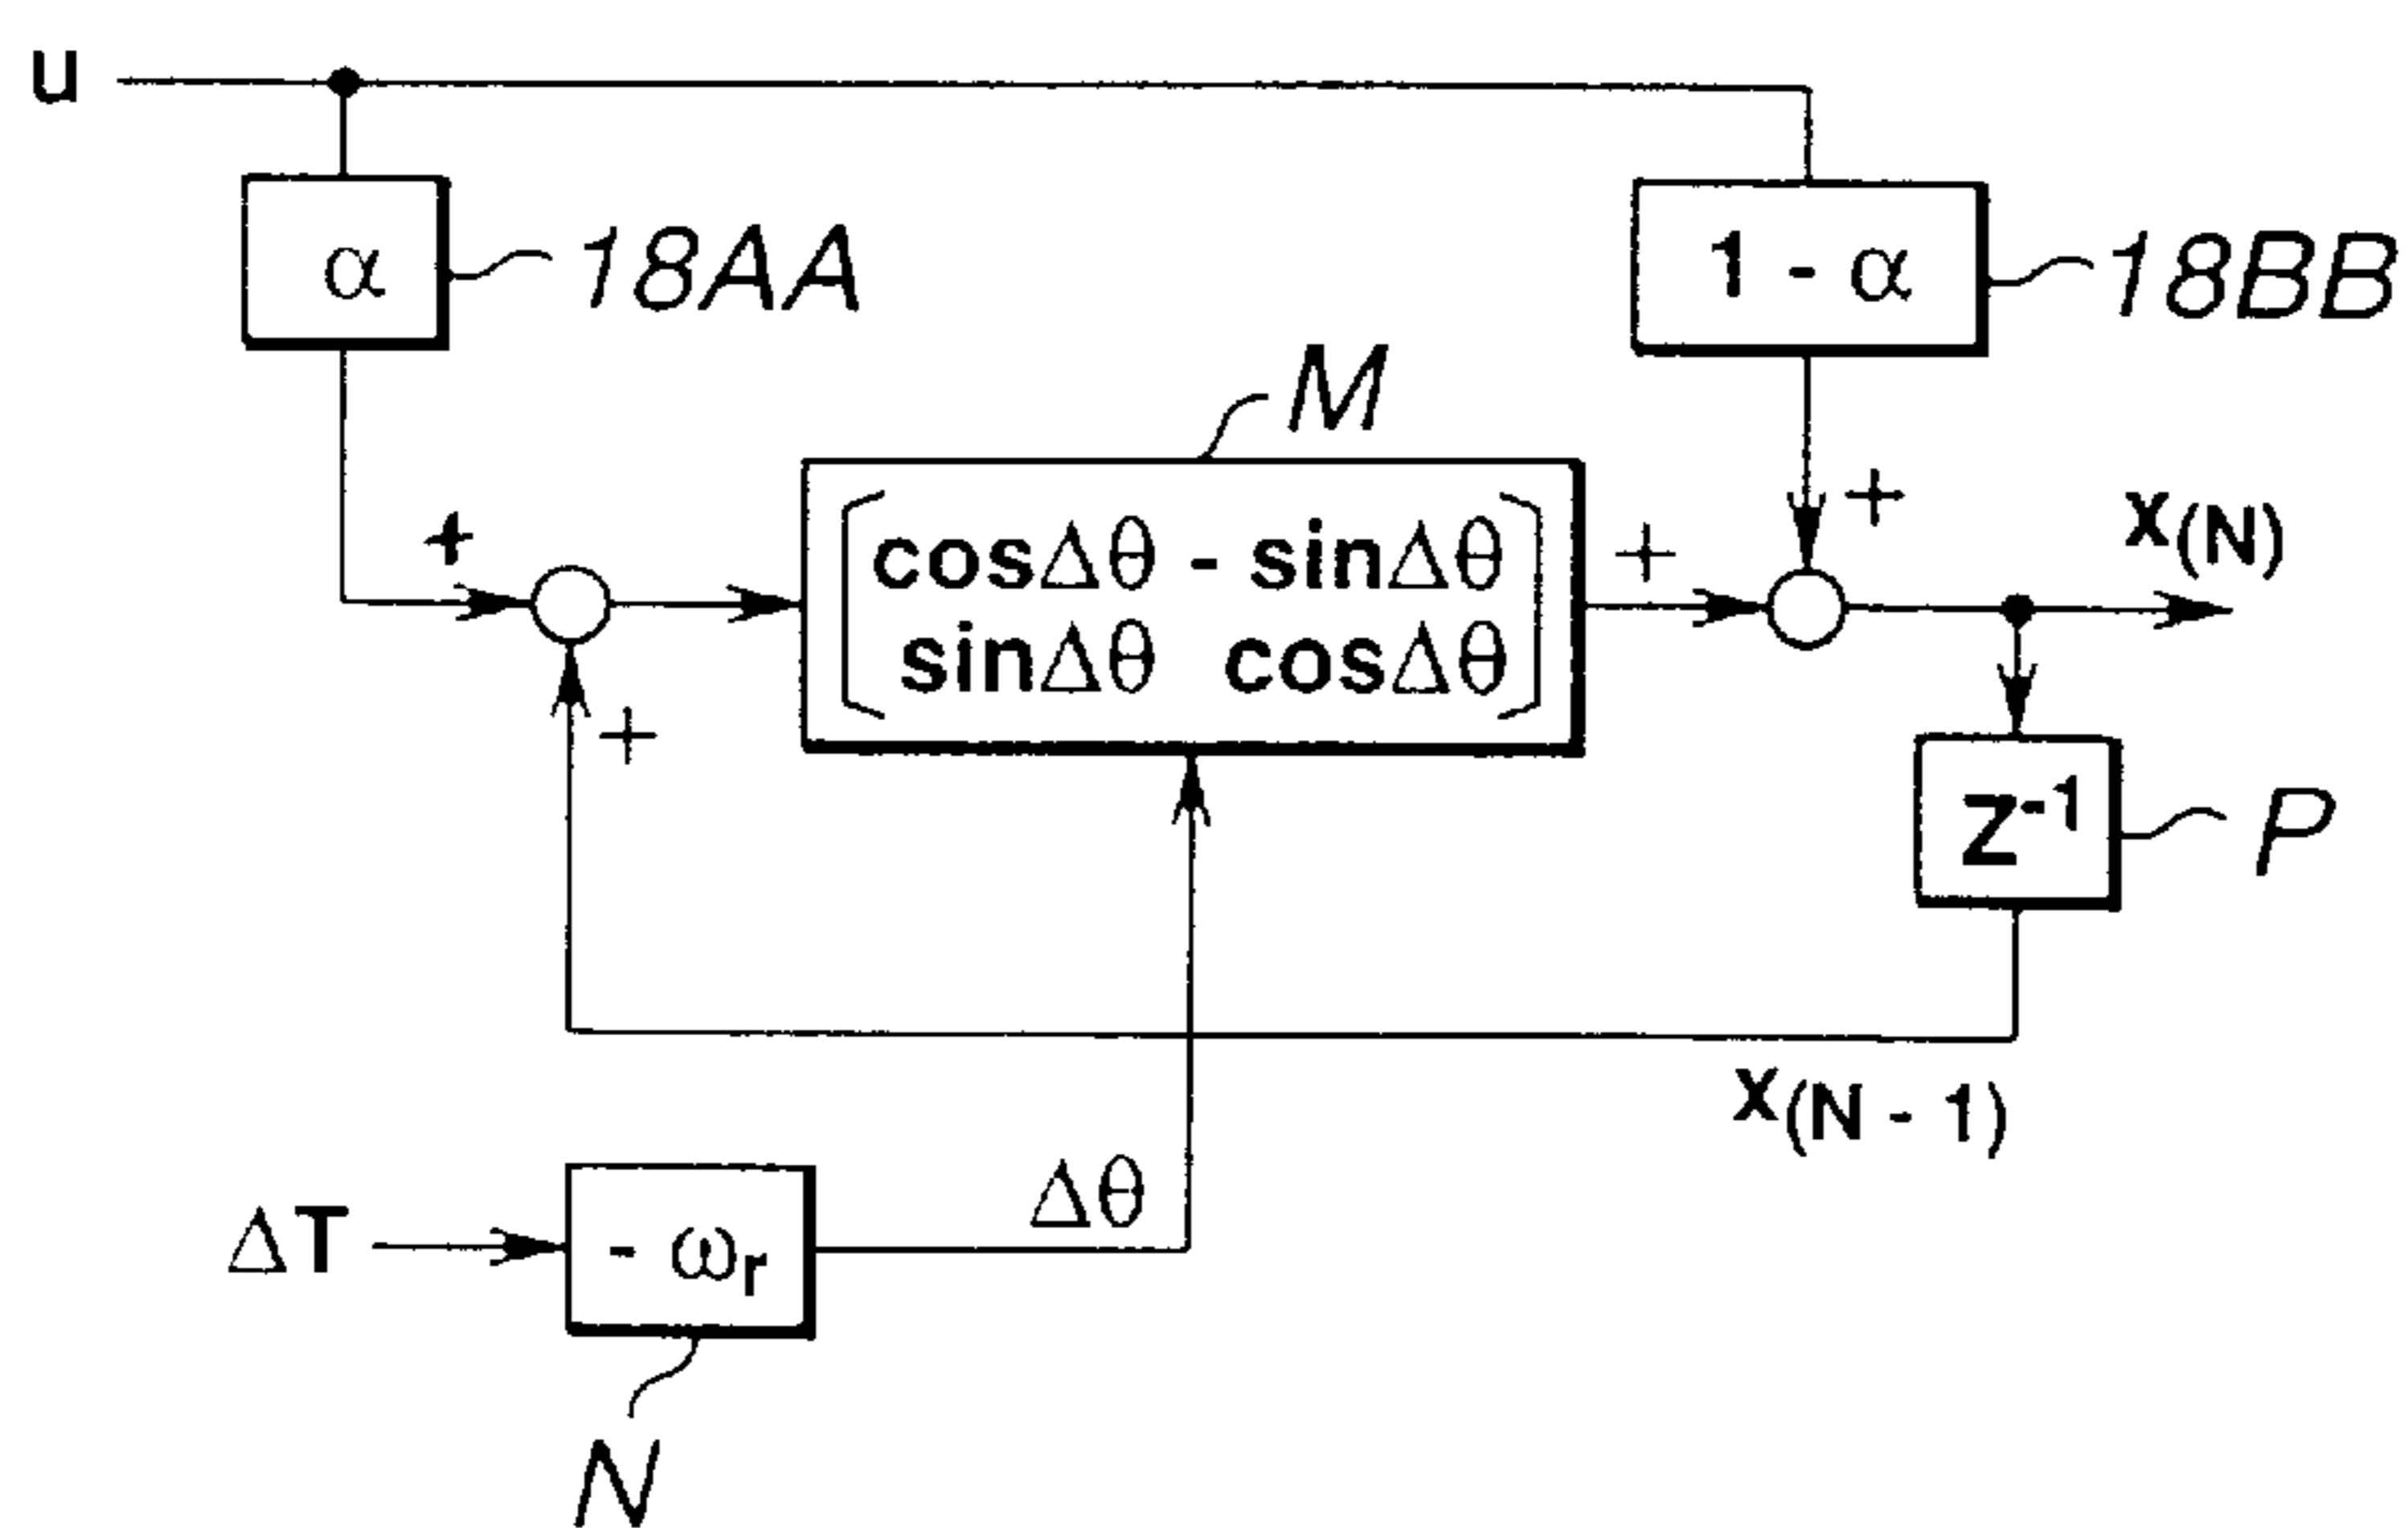 u
α
18AA
1 - α
18BB
M
+
+
+
x(N)
cosΔθ - sinΔθ
sinΔθ cosΔθ
+
Z-1
P
x(N - 1)
Δθ
ΔT
- ωr
N